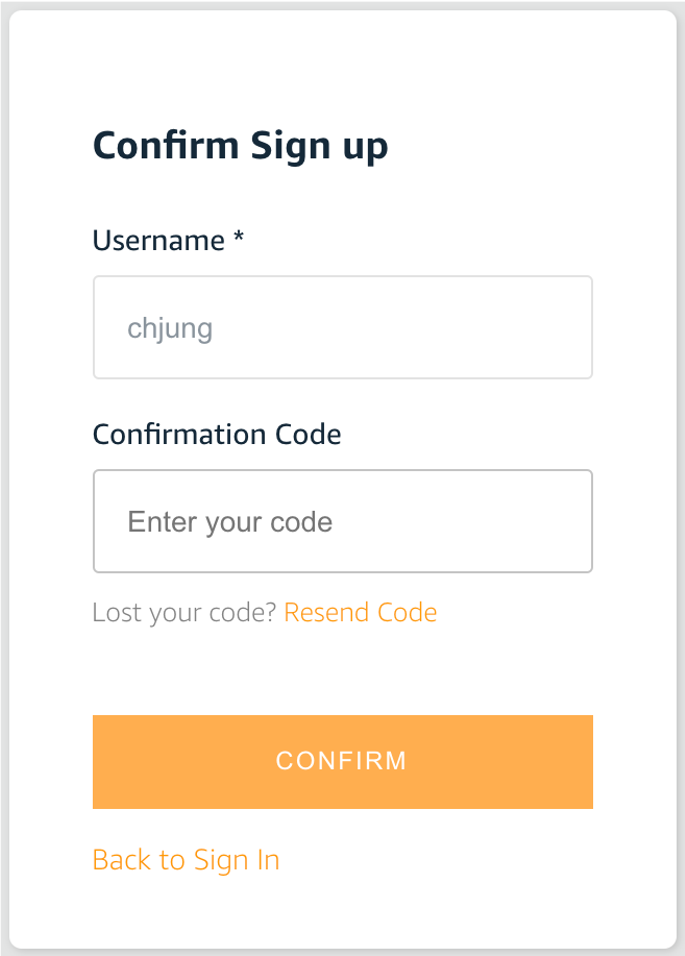 Confirm Sign up
Username *
chjung
Confirmation Code
Enter your code
Lost your code? Resend Code
CONFIRM
Back to Sign In